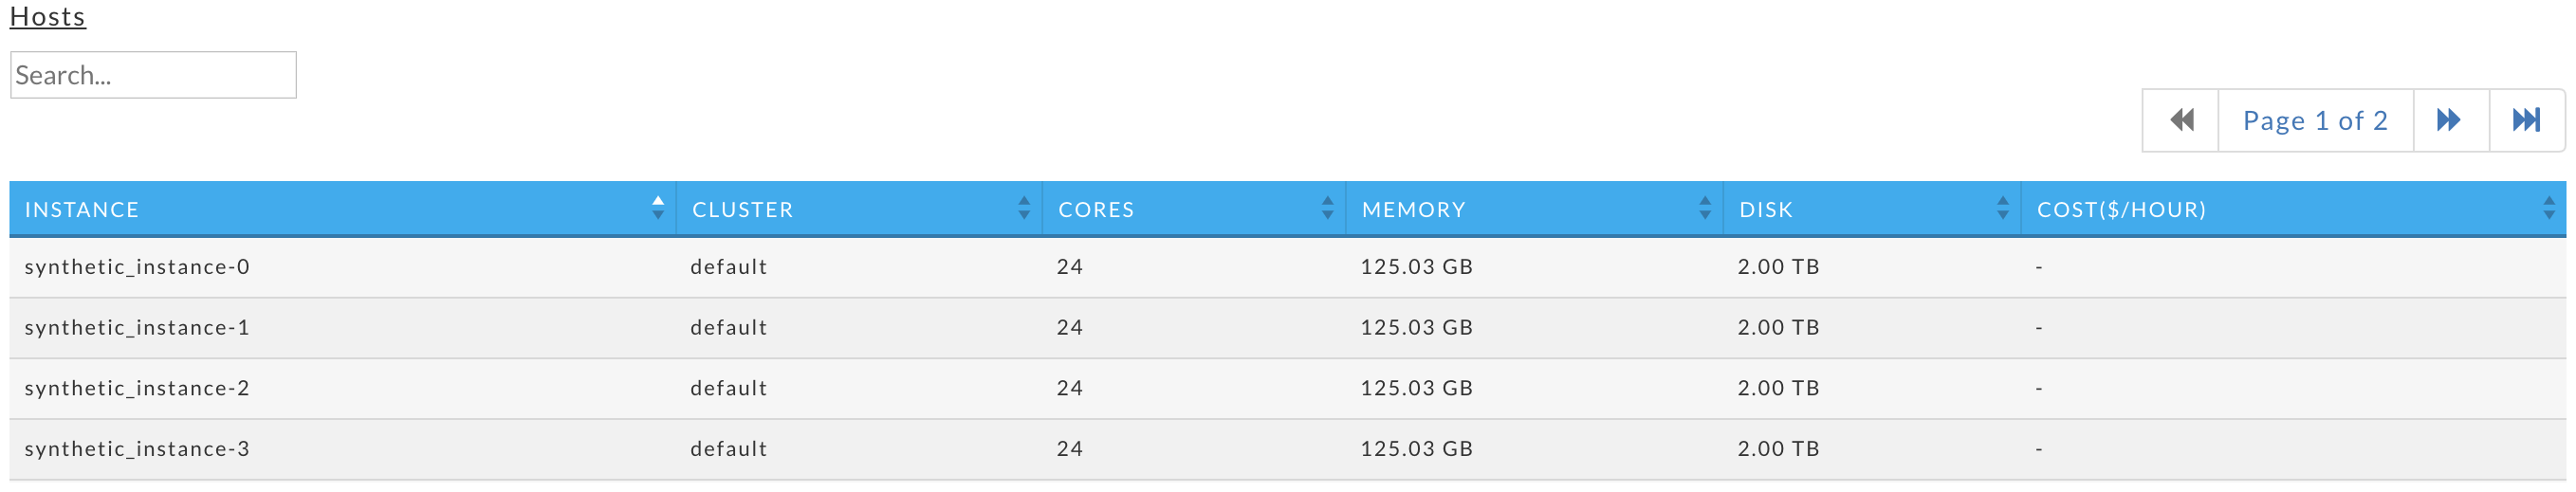 Hosts
Search...
Page 1 of 2
INSTANCE CLUSTER CORES MEMORY DISK COST($/HOUR)
synthetic_instance-0 default 24 125.03 GB 2.00 TB -
synthetic_instance-1 default 24 125.03 GB 2.00 TB -
synthetic_instance-2 default 24 125.03 GB 2.00 TB -
synthetic_instance-3 default 24 125.03 GB 2.00 TB -